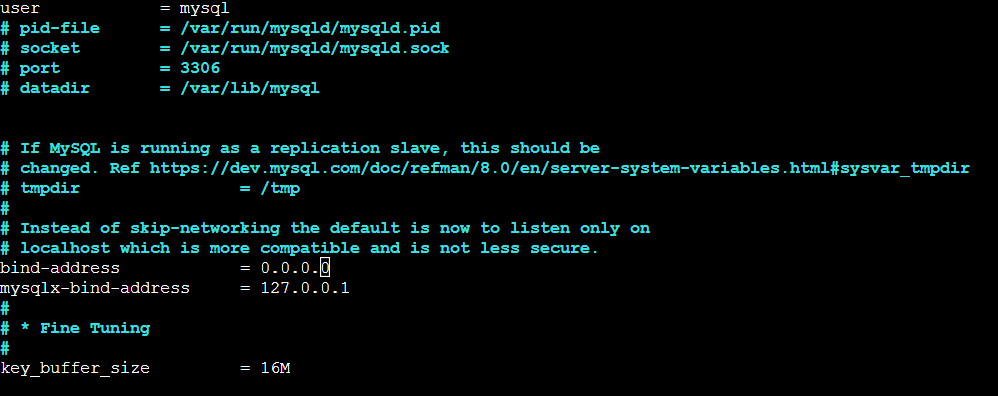 user            = mysql
# pid-file      = /var/run/mysqld/mysqld.pid
# socket        = /var/run/mysqld/mysqld.sock
# port          = 3306
# datadir       = /var/lib/mysql
# If MySQL is running as a replication slave, this should be
# changed. Ref https://dev.mysql.com/doc/refman/8.0/en/server-system-variables.html#sysvar_tmpdir
# tmpdir                = /tmp
#
# Instead of skip-networking the default is now to listen only on
# localhost which is more compatible and is not less secure.
bind-address            = 0.0.0.0
mysqlx-bind-address     = 127.0.0.1
#
# * Fine Tuning
#
key_buffer_size         = 16M